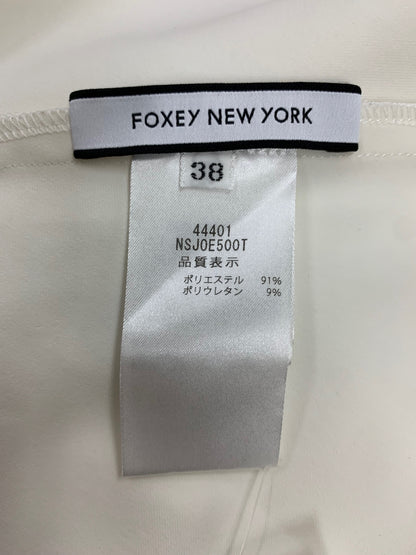 FOXEY NEW YORK
38
44401
NSJ0E500T
品質表示
ポリエステル 91%
ポリウレタン 9%